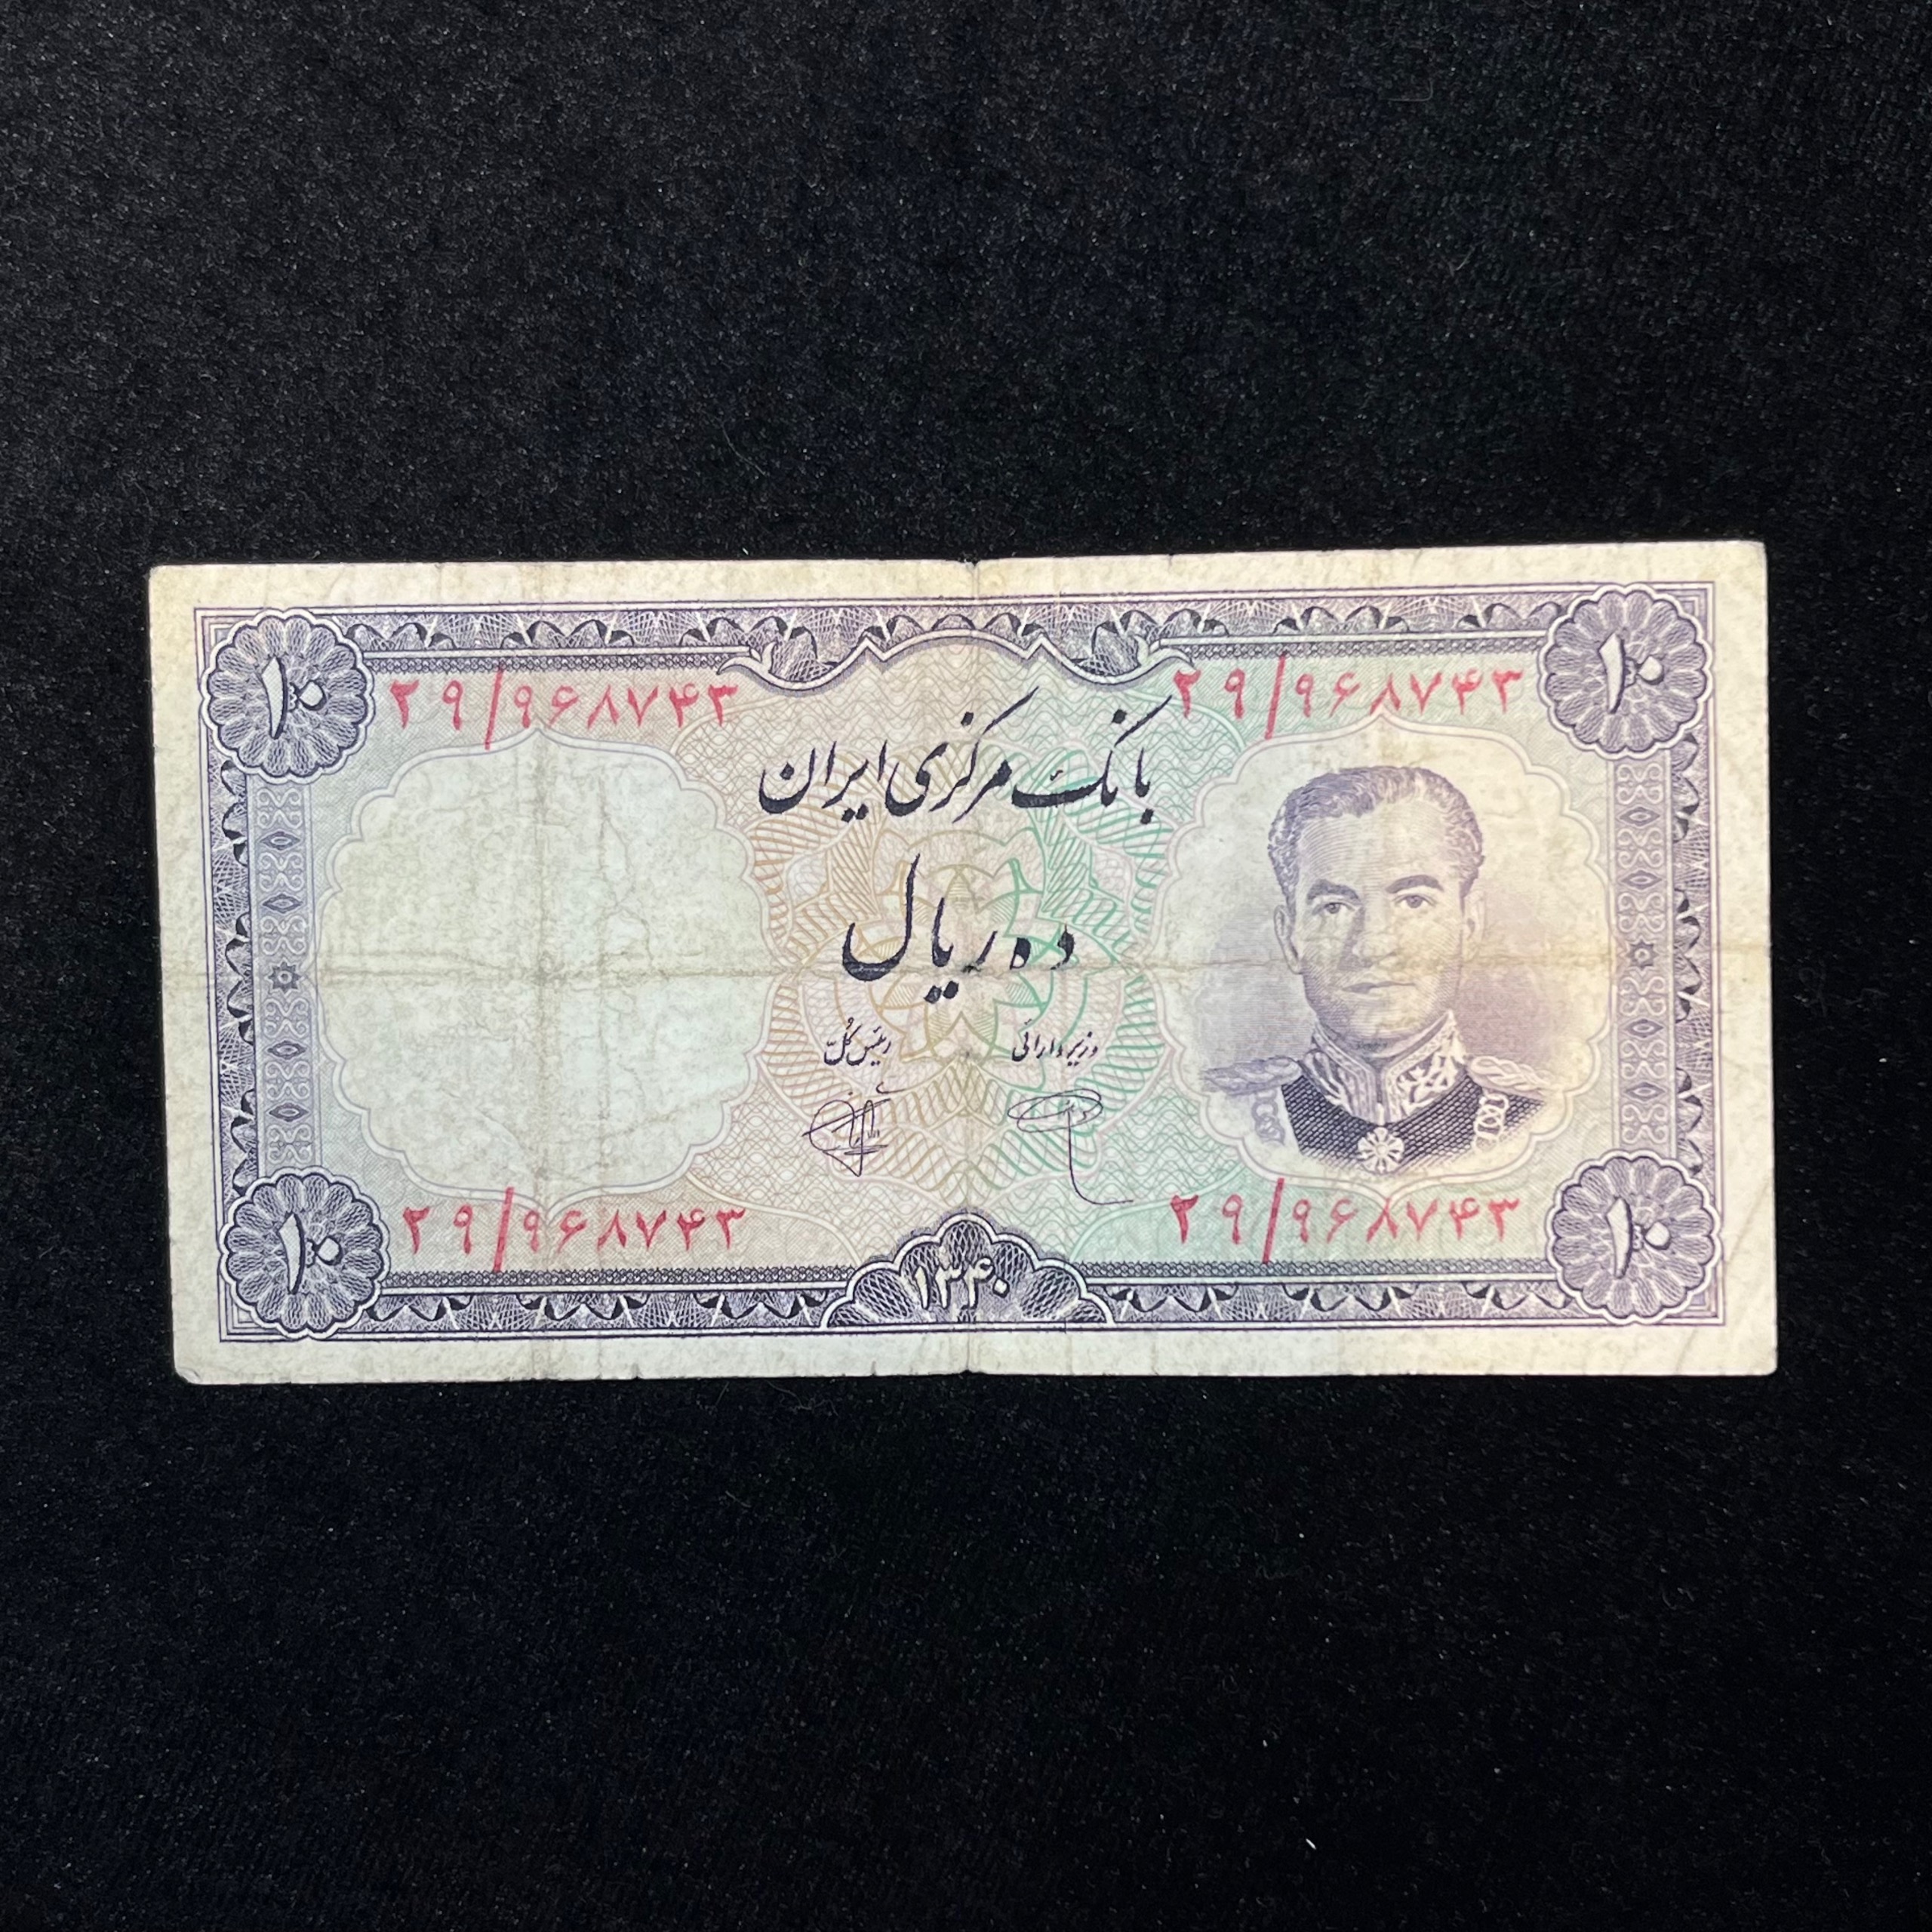 ۱۰
۲۹/۹۶۸۷۴۳
۲۹/۹۶۸۷۴۳
۱۰
بانک مرکزی ایران
ده ریال
وزیر دارائی
رئیس کلّ
۱۰
۲۹/۹۶۸۷۴۳
۲۹/۹۶۸۷۴۳
۱۰
۱۳۴۰